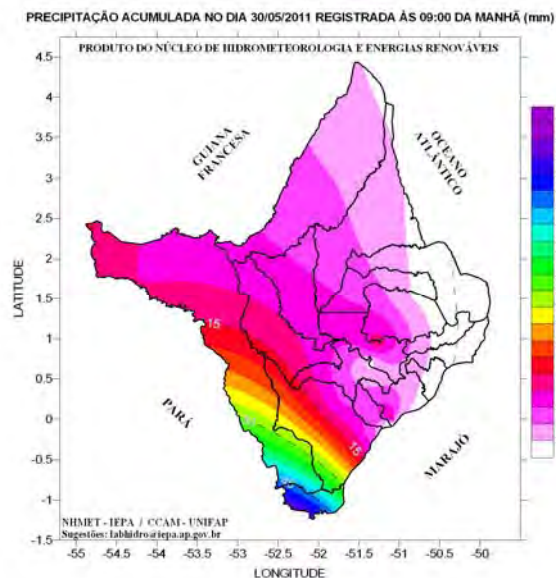 PRECIPITAÇÃO ACUMULADA NO DIA 30/05/2011 REGISTRADA ÀS 09:00 DA MANHÃ (mm)
PRODUTO DO NÚCLEO DE HIDROMETEOROLOGIA E ENERGIAS RENOVÁVEIS
4.5
4
3.5
3
2.5
2
1.5
1
0.5
0
-0.5
-1
-1.5
LATITUDE
GUIANA
FRANCESA
OCEANO
ATLÂNTICO
15
PARÁ
15
MARAJÓ
NHMET - IEPA / CCAM - UNIFAP
Sugestões: labhidro@iepa.ap.gov.br
-55 -54.5 -54 -53.5 -53 -52.5 -52 -51.5 -51 -50.5 -50
LONGITUDE